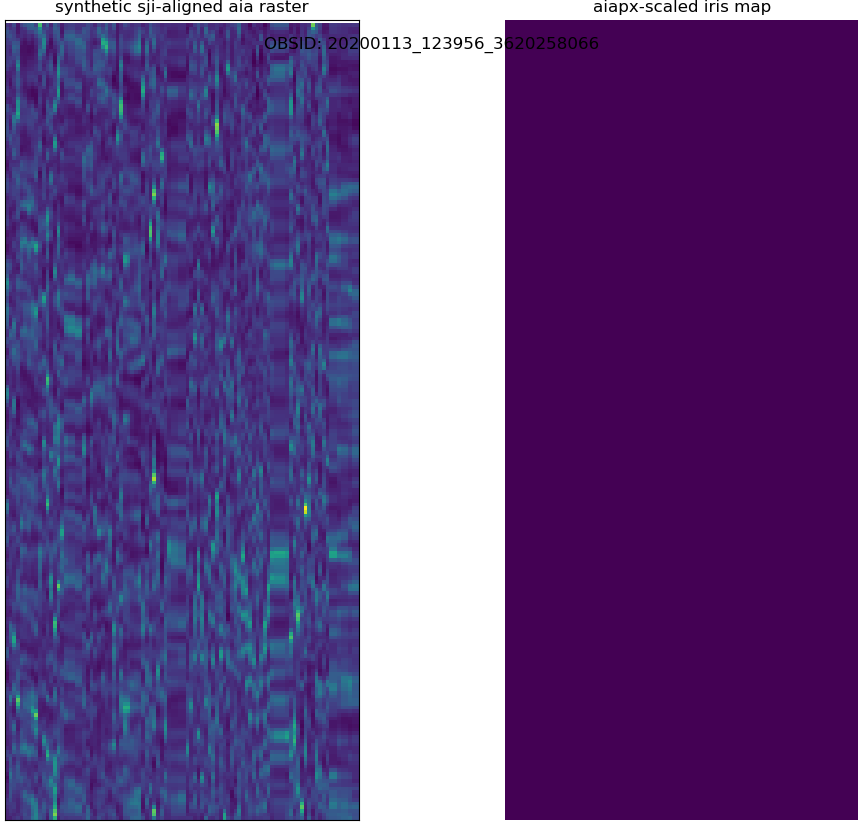 synthetic sji-aligned aia raster
aiapx-scaled iris map
OBSID: 20200113_123956_3620258066